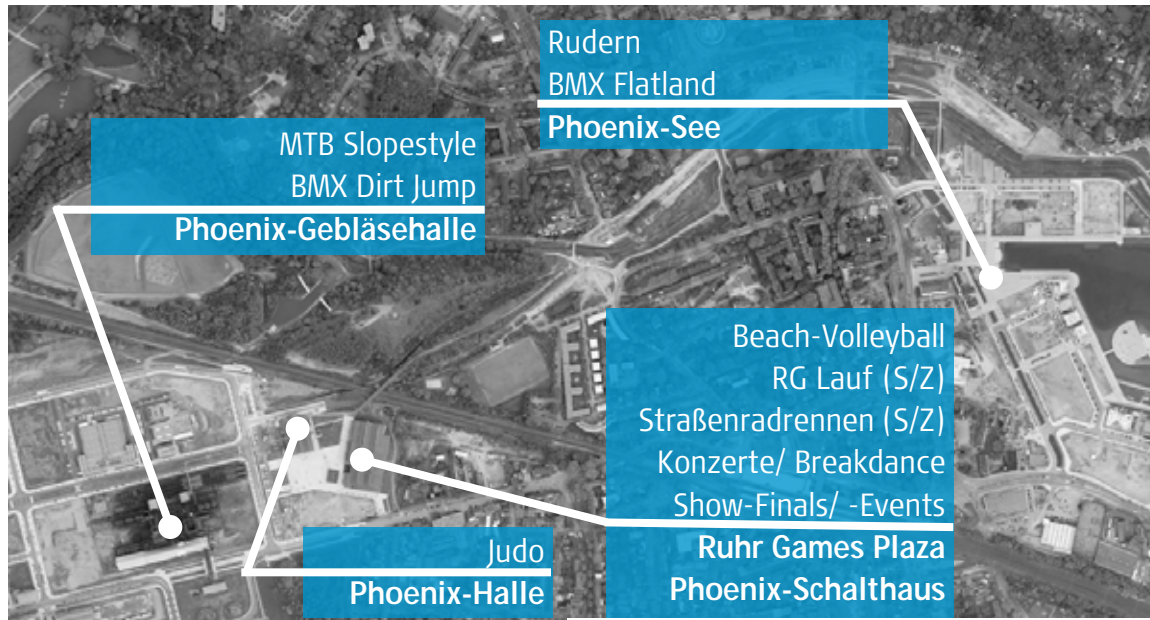 Rudern
BMX Flatland
Phoenix-See
MTB Slopestyle
BMX Dirt Jump
Phoenix-Gebläsehalle
Beach-Volleyball
RG Lauf (S/Z)
Straßenradrennen (S/Z)
Konzerte/ Breakdance
Show-Finals/ -Events
Ruhr Games Plaza
Phoenix-Schalthaus
Judo
Phoenix-Halle